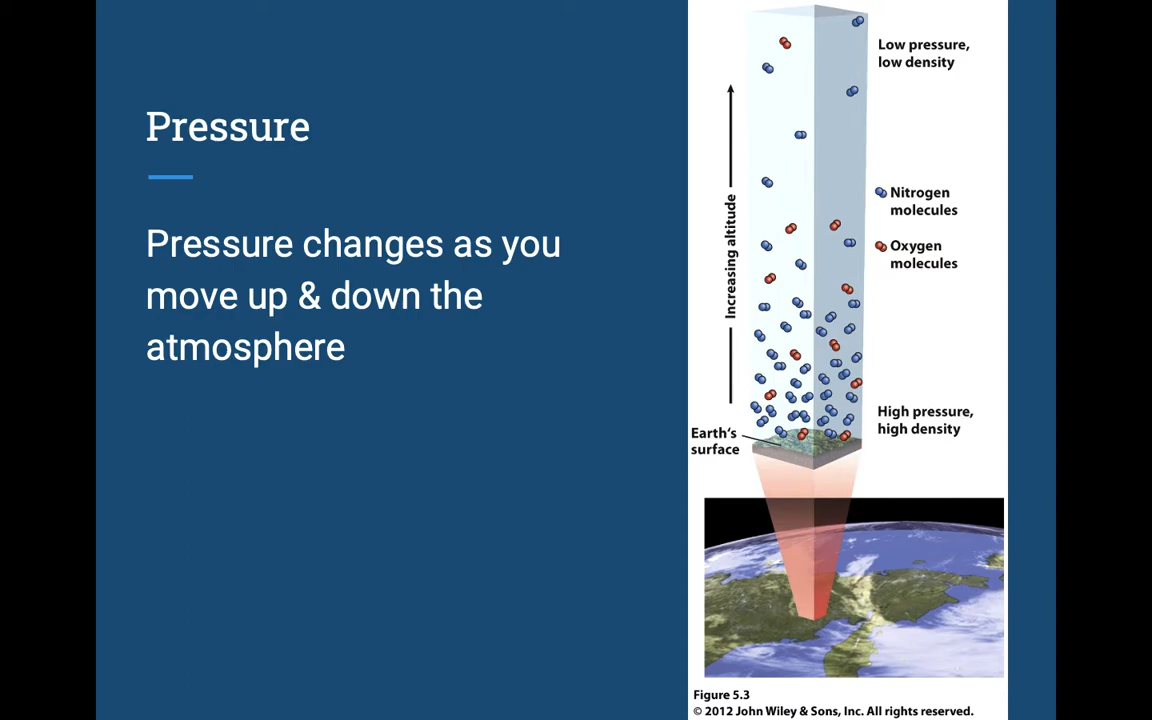 Pressure
Pressure changes as you
move up & down the
atmosphere
Low pressure,
low density
Increasing altitude
Nitrogen
molecules
Oxygen
molecules
High pressure,
high density
Earth's
surface
Figure 5.3
© 2012 John Wiley & Sons, Inc. All rights reserved.